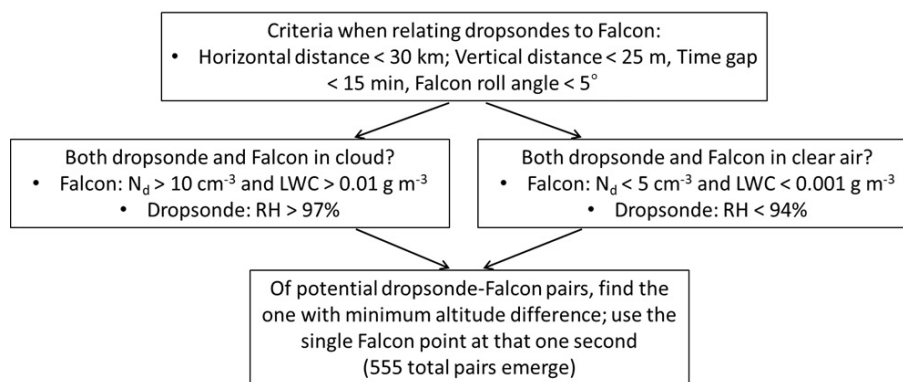 Criteria when relating dropsondes to Falcon:
• Horizontal distance < 30 km; Vertical distance < 25 m, Time gap
< 15 min, Falcon roll angle < 5°
Both dropsonde and Falcon in cloud?
• Falcon: Nd > 10 cm-3 and LWC > 0.01 g m-3
• Dropsonde: RH > 97%
Both dropsonde and Falcon in clear air?
• Falcon: Nd < 5 cm-3 and LWC < 0.001 g m-3
• Dropsonde: RH < 94%
Of potential dropsonde-Falcon pairs, find the
one with minimum altitude difference; use the
single Falcon point at that one second
(555 total pairs emerge)